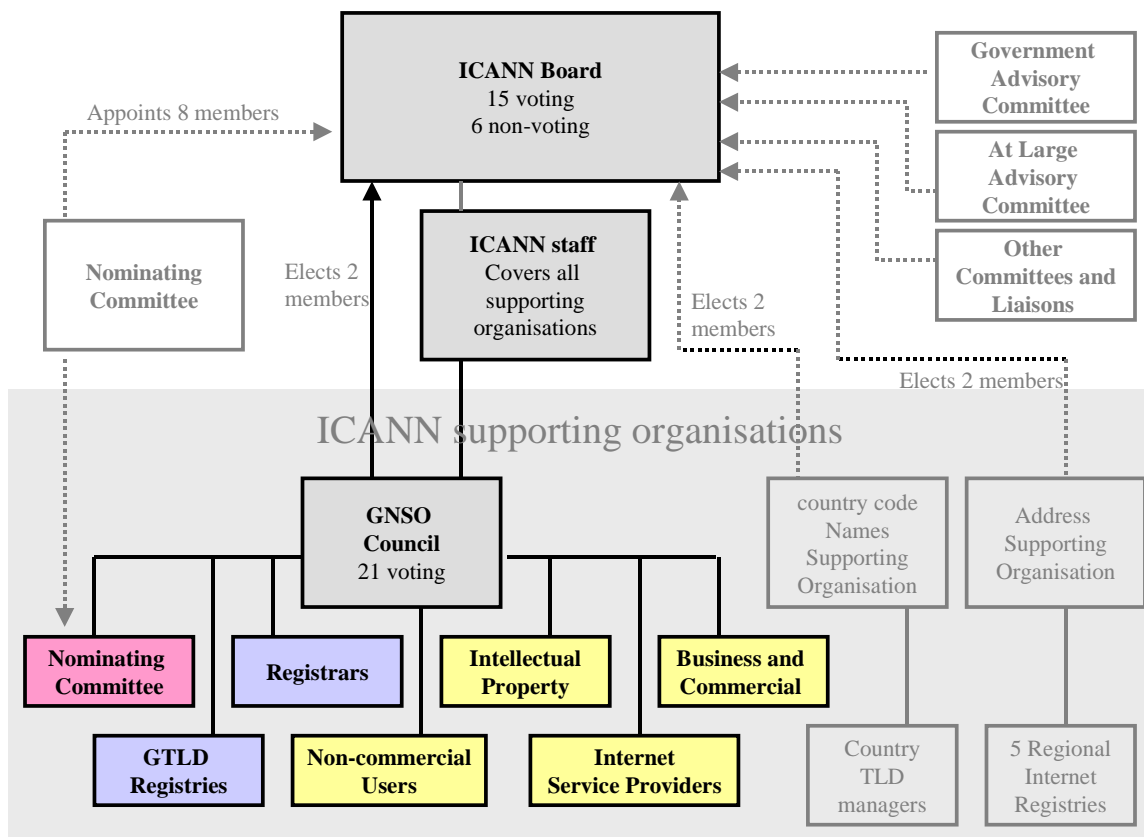 ICANN Board
15 voting
6 non-voting
Government
Advisory
Committee
Appoints 8 members
At Large
Advisory
Committee
Nominating
Committee
Elects 2
members
ICANN staff
Covers all
supporting
organisations
Elects 2
members
Other
Committees and
Liaisons
Elects 2 members
ICANN supporting organisations
GNSO
Council
21 voting
country code
Names
Supporting
Organisation
Address
Supporting
Organisation
Nominating
Committee
Registrars
Intellectual
Property
Business and
Commercial
GTLD
Registries
Non-commercial
Users
Internet
Service Providers
Country
TLD
managers
5 Regional
Internet
Registries